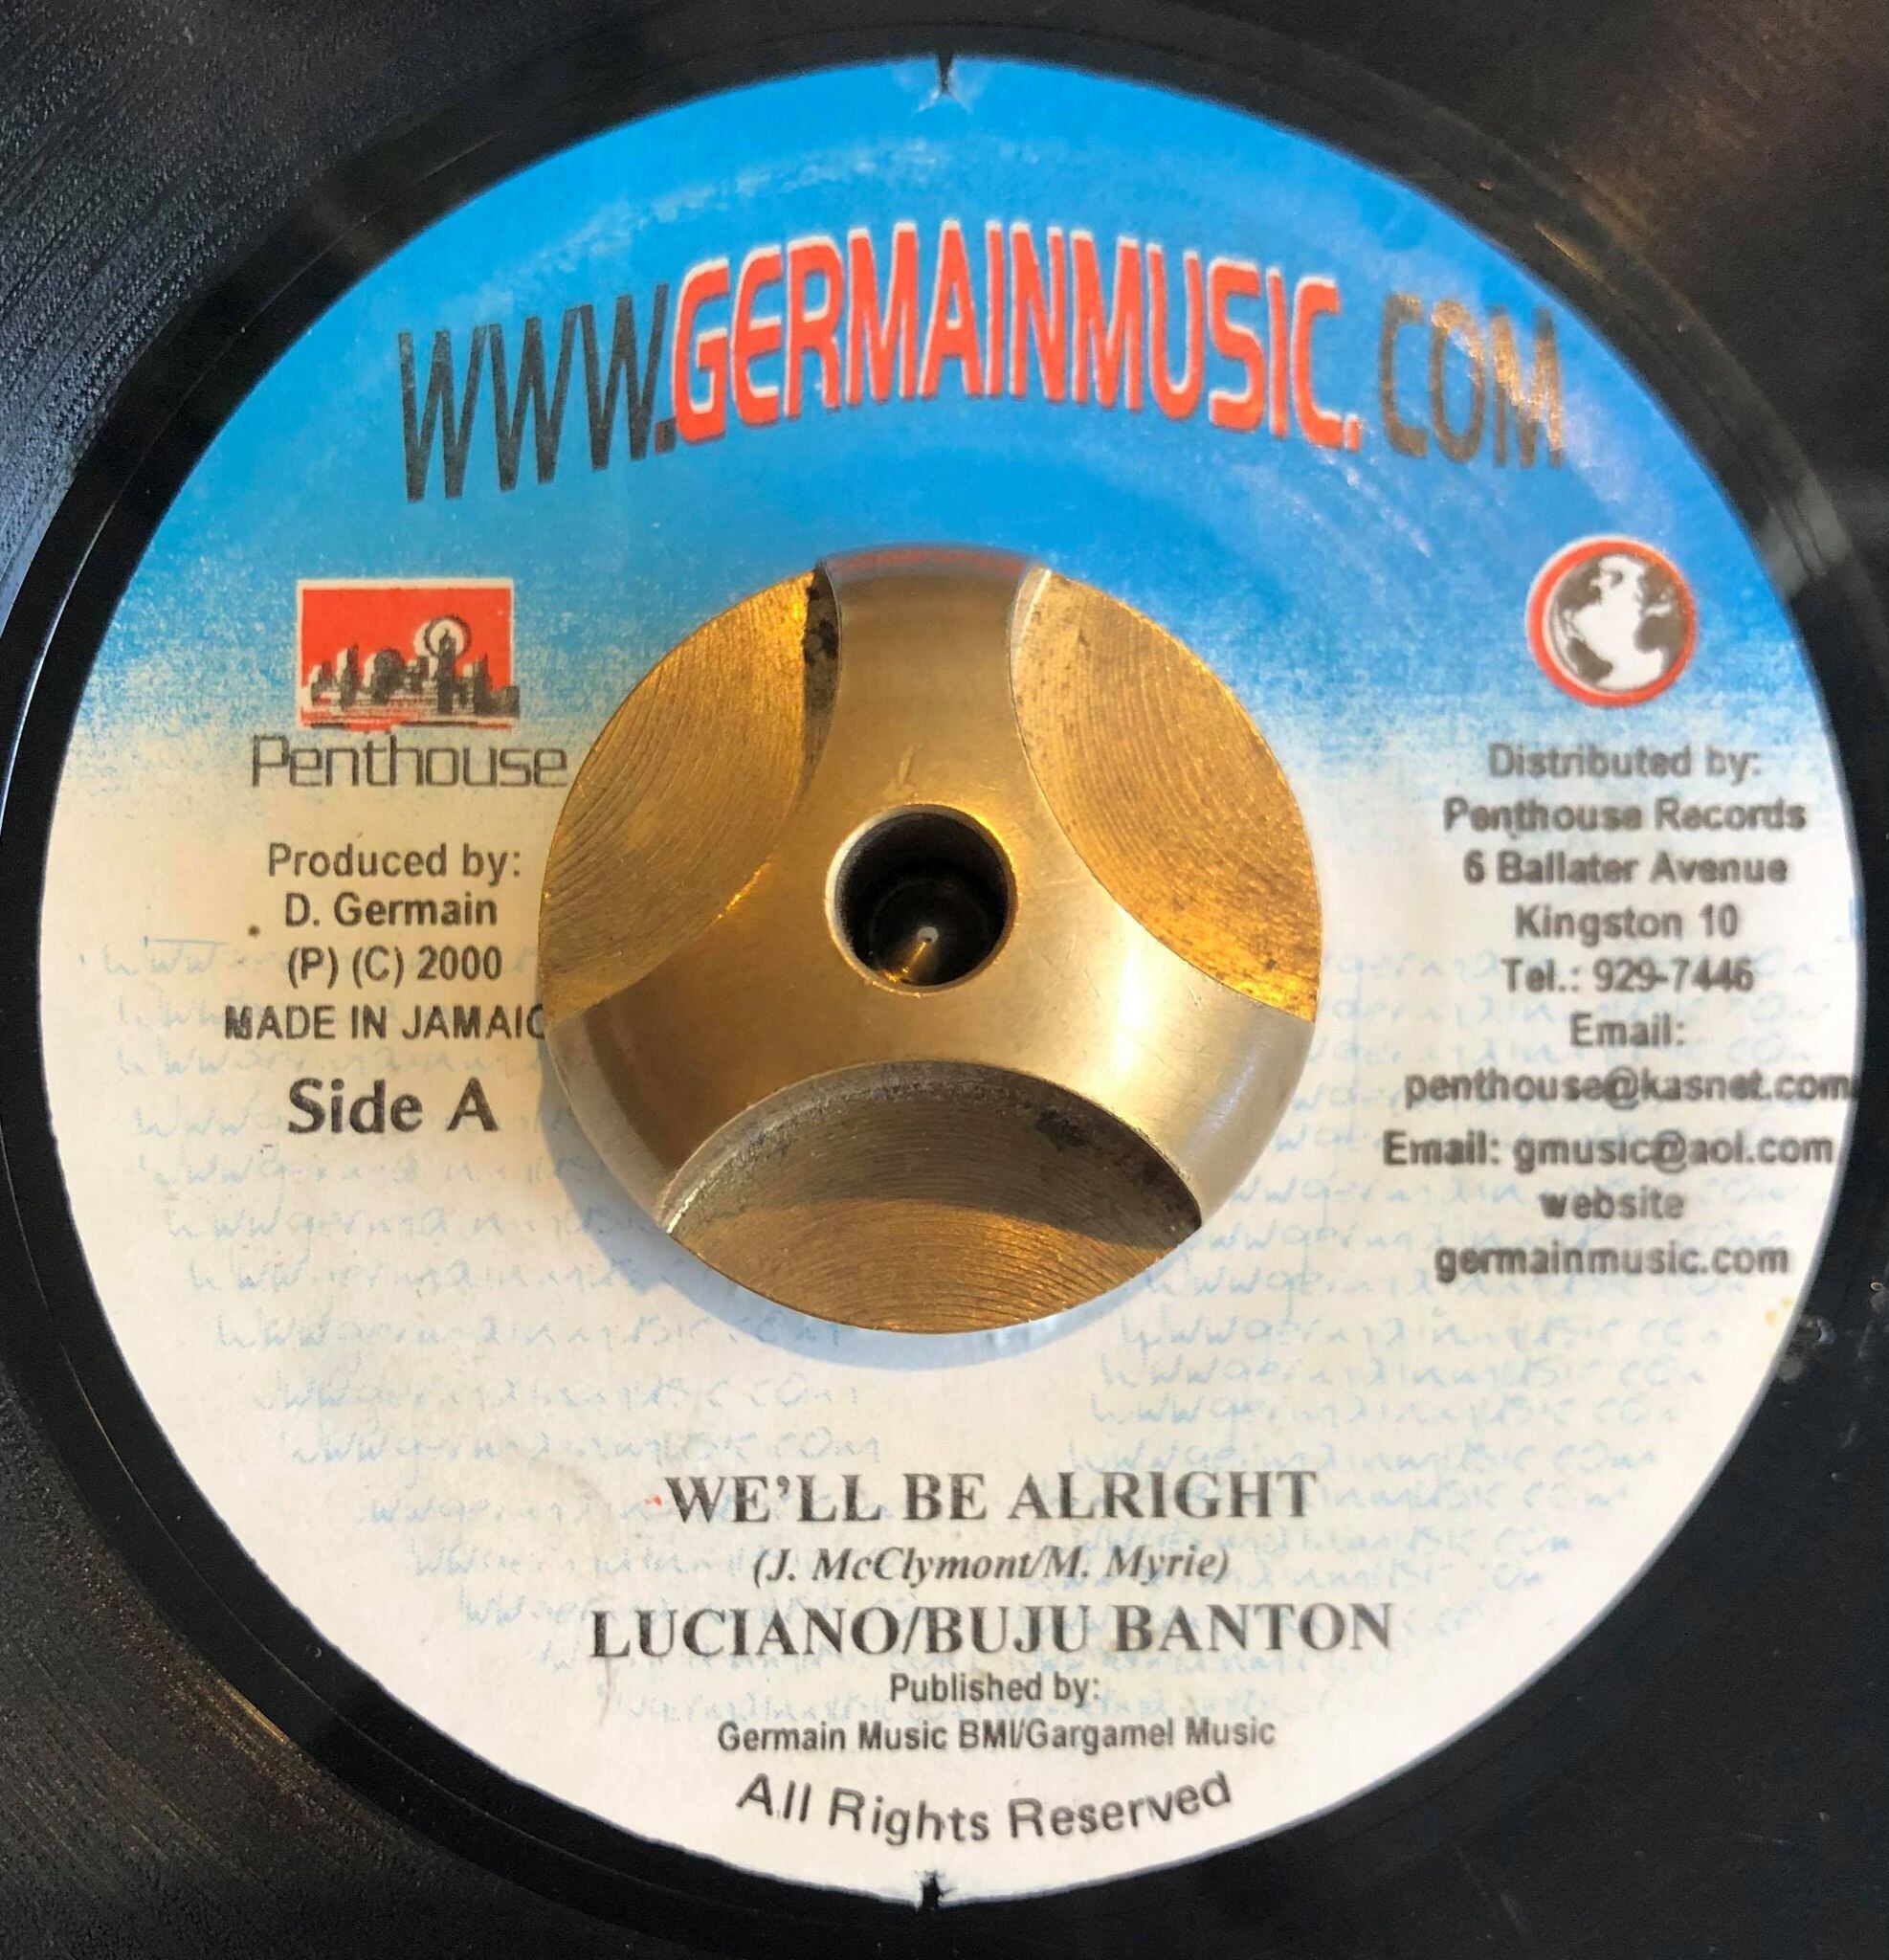 WWW.GERMAINMUSIC.COM
Penthouse
Produced by:
D. Germain
(P) (C) 2000
MADE IN JAMAIC
Side A
Distributed by:
Penthouse Records
6 Ballater Avenue
Kingston 10
Tel.: 929-7446
Email:
penthouse@kasnet.com
Email: gmusic@aol.com
website
germainmusic.com
WE'LL BE ALRIGHT
(J. McClymont/M. Myrie)
LUCIANO/BUJU BANTON
Published by:
Germain Music BMI/Gargamel Music
All Rights Reserved